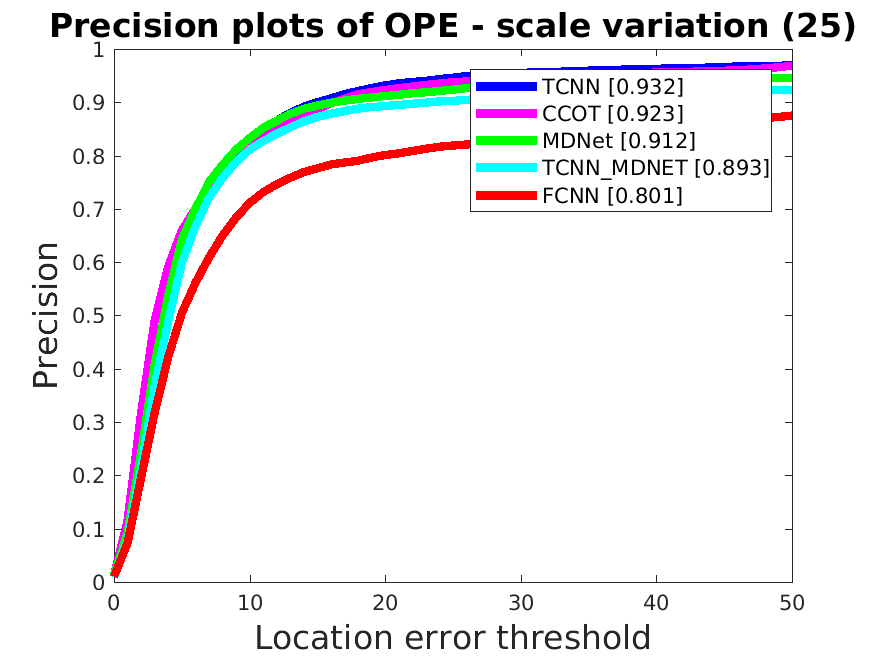 Precision plots of OPE - scale variation (25)
1
0.9
0.8
0.7
0.6
0.5
0.4
0.3
0.2
0.1
0
Precision
TCNN [0.932]
CCOT [0.923]
MDNet [0.912]
TCNN_MDNET [0.893]
FCNN [0.801]
0 10 20 30 40 50
Location error threshold